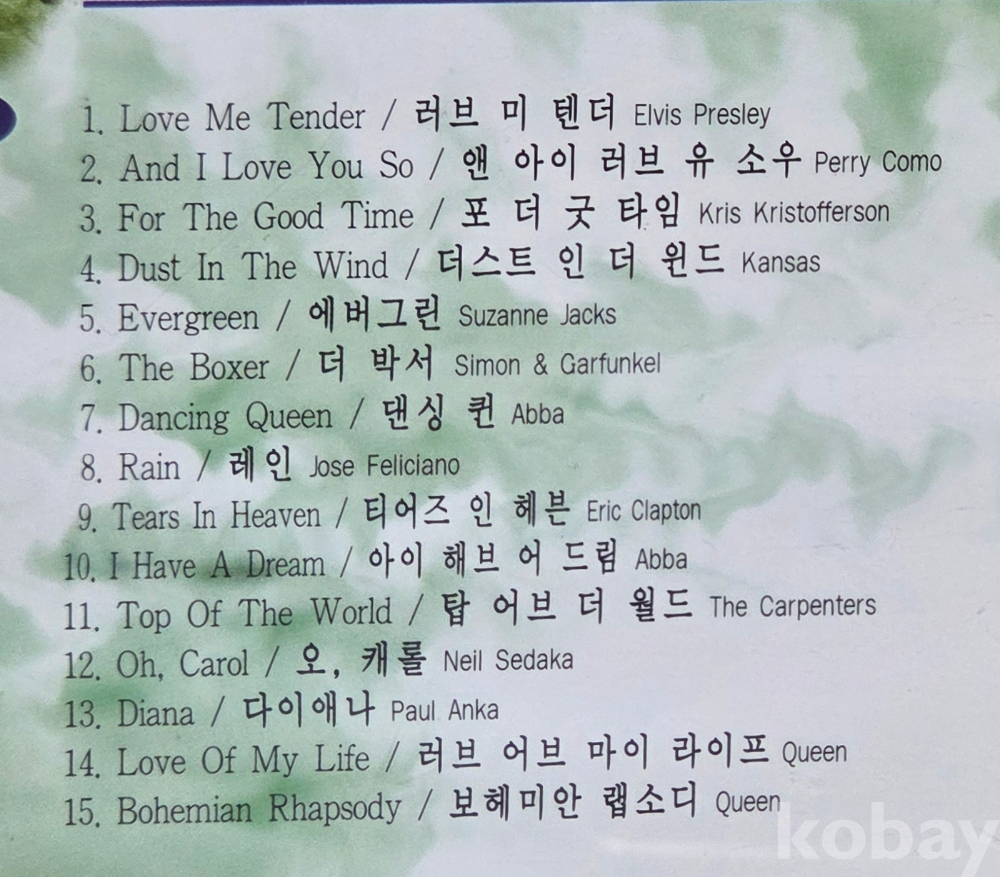 1. Love Me Tender / 러브 미 텐더 Elvis Presley
2. And I Love You So / 앤 아이 러브 유 소우 Perry Como
3. For The Good Time / 포 더 굿 타임 Kris Kristofferson
4. Dust In The Wind / 더스트 인 더 윈드 Kansas
5. Evergreen / 에버그린 Suzanne Jacks
6. The Boxer / 더 박서 Simon & Garfunkel
7. Dancing Queen / 댄싱 퀸 Abba
8. Rain / 레인 Jose Feliciano
9. Tears In Heaven / 티어즈 인 헤븐 Eric Clapton
10. I Have A Dream / 아이 해브 어 드림 Abba
11. Top Of The World / 탑 어브 더 월드 The Carpenters
12. Oh, Carol / 오, 캐롤 Neil Sedaka
13. Diana / 다이애나 Paul Anka
14. Love Of My Life / 러브 어브 마이 라이프 Queen
15. Bohemian Rhapsody / 보헤미안 랩소디 Queen
kobay